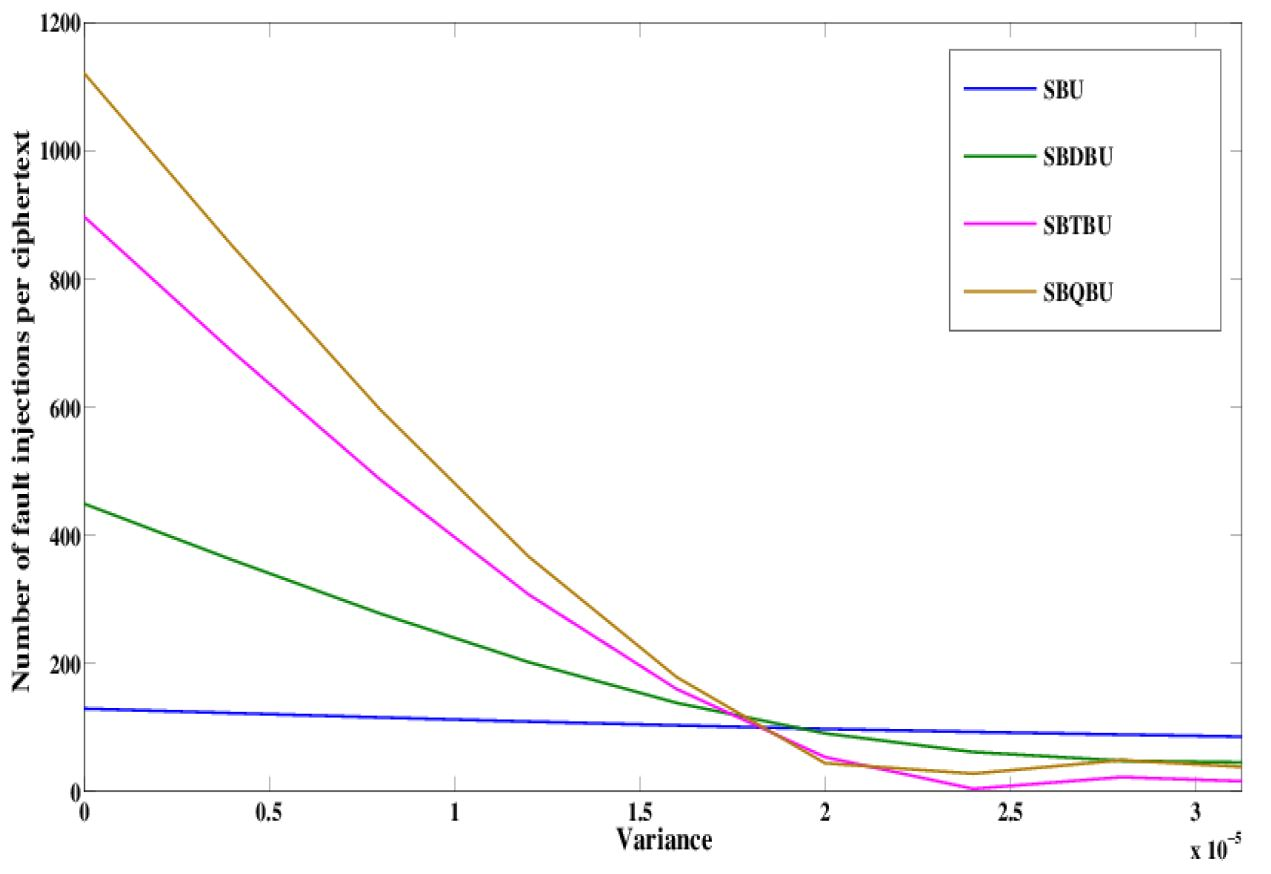 Number of fault injections per ciphertext
1200
1000
800
600
400
200
0
SBU
SBDBU
SBTBU
SBQBU
0 0.5 1 1.5 2 2.5 3
Variance
x 10⁻⁵